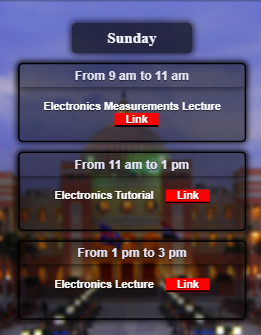 Sunday
From 9 am to 11 am
Electronics Measurements Lecture
Link
From 11 am to 1 pm
Electronics Tutorial Link
From 1 pm to 3 pm
Electronics Lecture Link